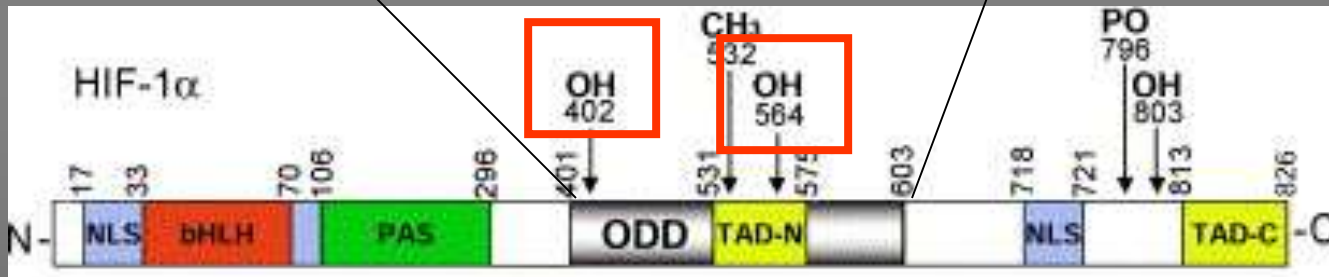 CH3
532
PO
796
HIF-1α
OH
402
OH
564
OH
803
17
33
70
106
296
401
531
575
603
718
721
813
826
N-
NLS
bHLH
PAS
ODD
TAD-N
NLS
TAD-C
-C